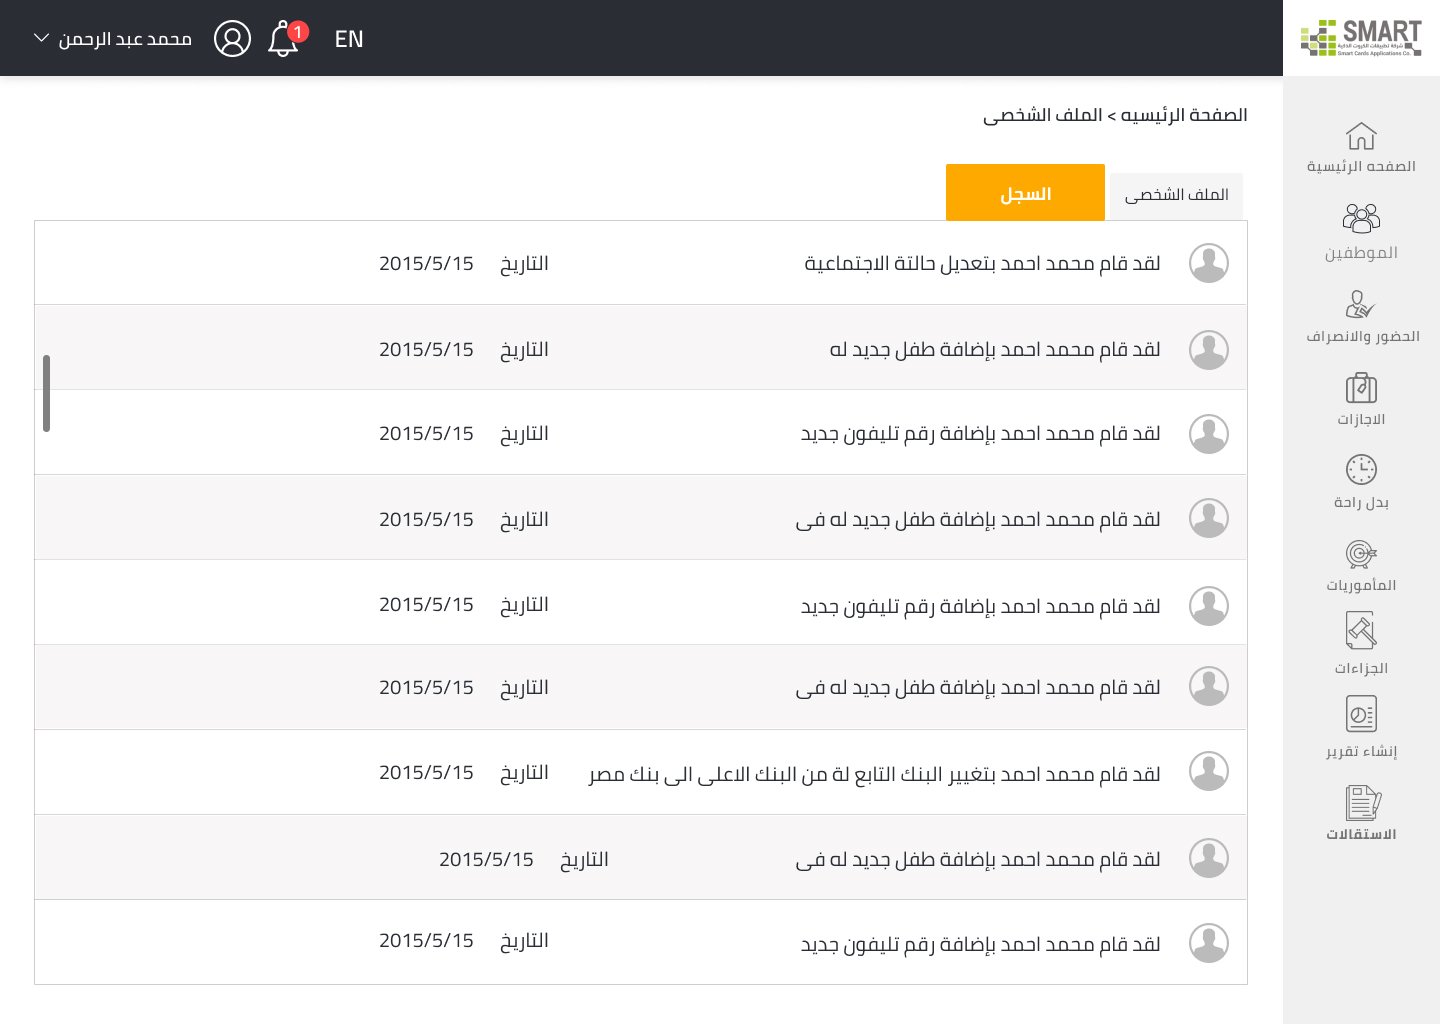 SMART
شركة تطبيقات الكروت الذكية
Smart Cards Applications Co.
EN
1
محمد عبد الرحمن
الصفحه الرئيسية
الموظفين
الحضور والانصراف
الاجازات
بدل راحة
المأموريات
الجزاءات
إنشاء تقرير
الاستقالات
الصفحة الرئيسيه > الملف الشخصى
الملف الشخصى
السجل
لقد قام محمد احمد بتعديل حالتة الاجتماعية التاريخ 2015/5/15
لقد قام محمد احمد بإضافة طفل جديد له التاريخ 2015/5/15
لقد قام محمد احمد بإضافة رقم تليفون جديد التاريخ 2015/5/15
لقد قام محمد احمد بإضافة طفل جديد له فى التاريخ 2015/5/15
لقد قام محمد احمد بإضافة رقم تليفون جديد التاريخ 2015/5/15
لقد قام محمد احمد بإضافة طفل جديد له فى التاريخ 2015/5/15
لقد قام محمد احمد بتغيير البنك التابع لة من البنك الاعلى الى بنك مصر التاريخ 2015/5/15
لقد قام محمد احمد بإضافة طفل جديد له فى التاريخ 2015/5/15
لقد قام محمد احمد بإضافة رقم تليفون جديد التاريخ 2015/5/15